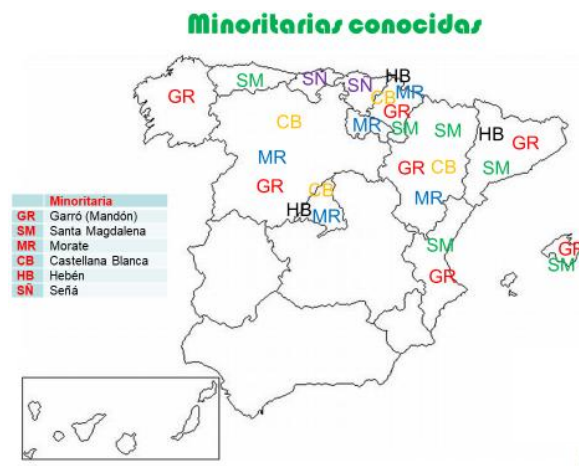 Minoritarias conocidas
HB
SM SÑ SÑ
CB MR
GR
GR
CB
MR SM SM
HB GR
MR
GR CB SM
GR
CB
MR
HB MR
SM GR
SM
GR
Minoritaria
GR Garró (Mandón)
SM Santa Magdalena
MR Morate
CB Castellana Blanca
HB Hebén
SÑ Señá